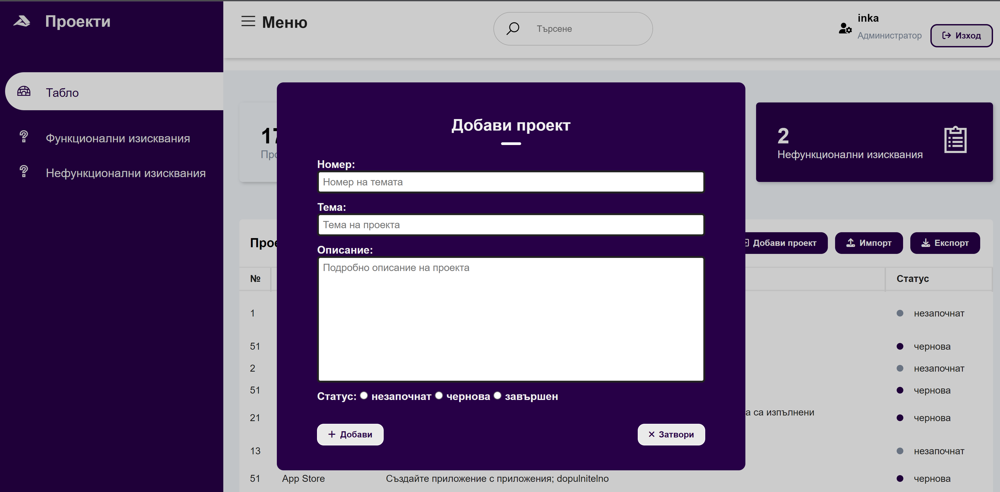 Проекти
Меню
Търсене
inka
Администратор
Изход
Табло
Функционални изисквания
Нефункционални изисквания
17
2
Нефункционални изисквания
Добави проект
Номер:
Номер на темата
Тема:
Тема на проекта
Описание:
Подробно описание на проекта
Статус: незапочнат чернова завършен
Добави
Затвори
Добави проект
Импорт
Експорт
№ Статус
1 незапочнат
51 чернова
2 незапочнат
51 чернова
21 са изпълнени чернова
13 незапочнат
51 App Store Създайте приложение с приложения; dopulnitelno чернова